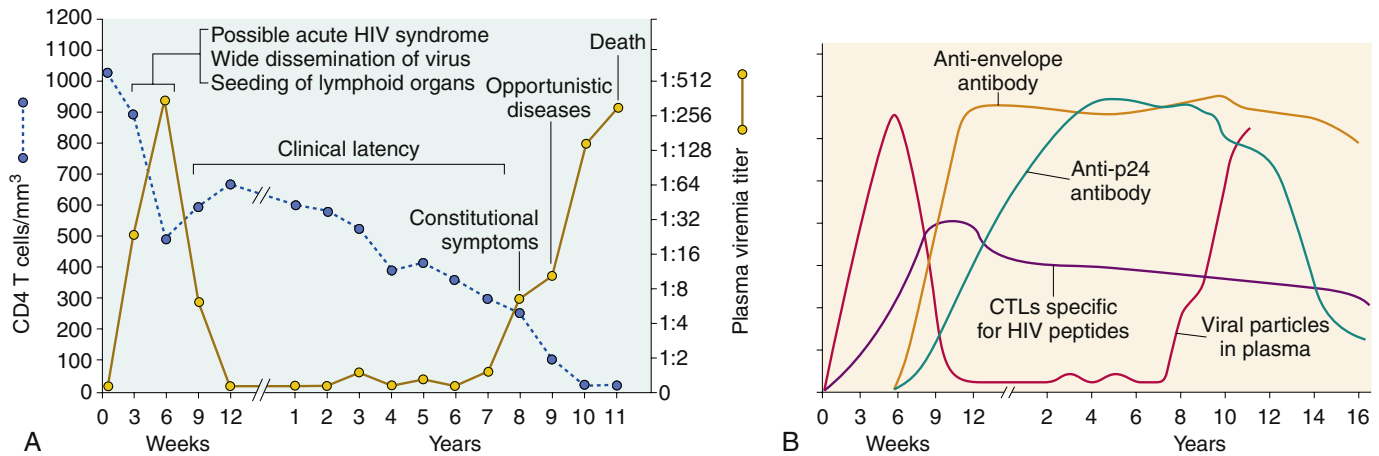 1200
1100
1000
900
800
700
600
500
400
300
200
100
0
CD4 T cells/mm³
Possible acute HIV syndrome
Wide dissemination of virus
Seeding of lymphoid organs
Clinical latency
Constitutional
symptoms
Opportunistic
diseases
Death
1:512
1:256
1:128
1:64
1:32
1:16
1:8
1:4
1:2
0
Plasma viremia titer
0 3 6 9 12 1 2 3 4 5 6 7 8 9 10 11
Weeks Years
A
Anti-envelope
antibody
Anti-p24
antibody
CTLs specific
for HIV peptides
Viral particles
in plasma
0 3 6 9 12 2 4 6 8 10 12 14 16
Weeks Years
B